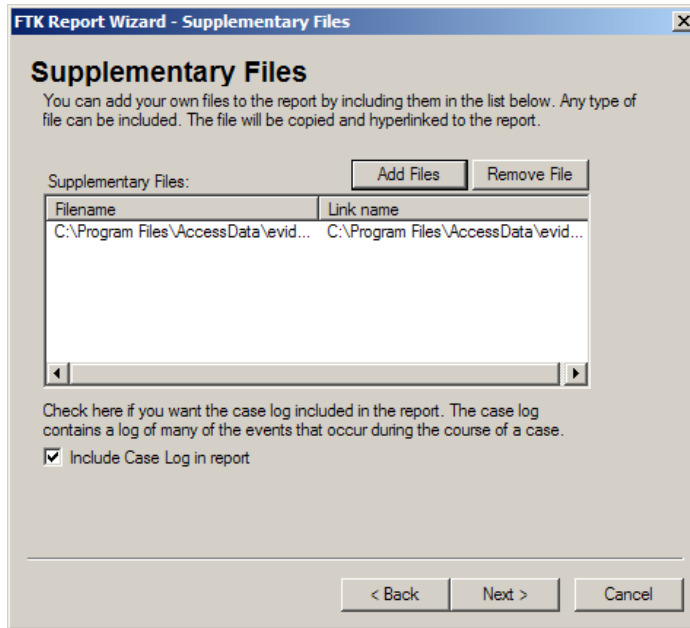 FTK Report Wizard - Supplementary Files
Supplementary Files
You can add your own files to the report by including them in the list below. Any type of
file can be included. The file will be copied and hyperlinked to the report.
Add Files Remove File
Supplementary Files:
Filename Link name
C:\Program Files\AccessData\evid... C:\Program Files\AccessData\evid...
Check here if you want the case log included in the report. The case log
contains a log of many of the events that occur during the course of a case.
Include Case Log in report
< Back Next > Cancel